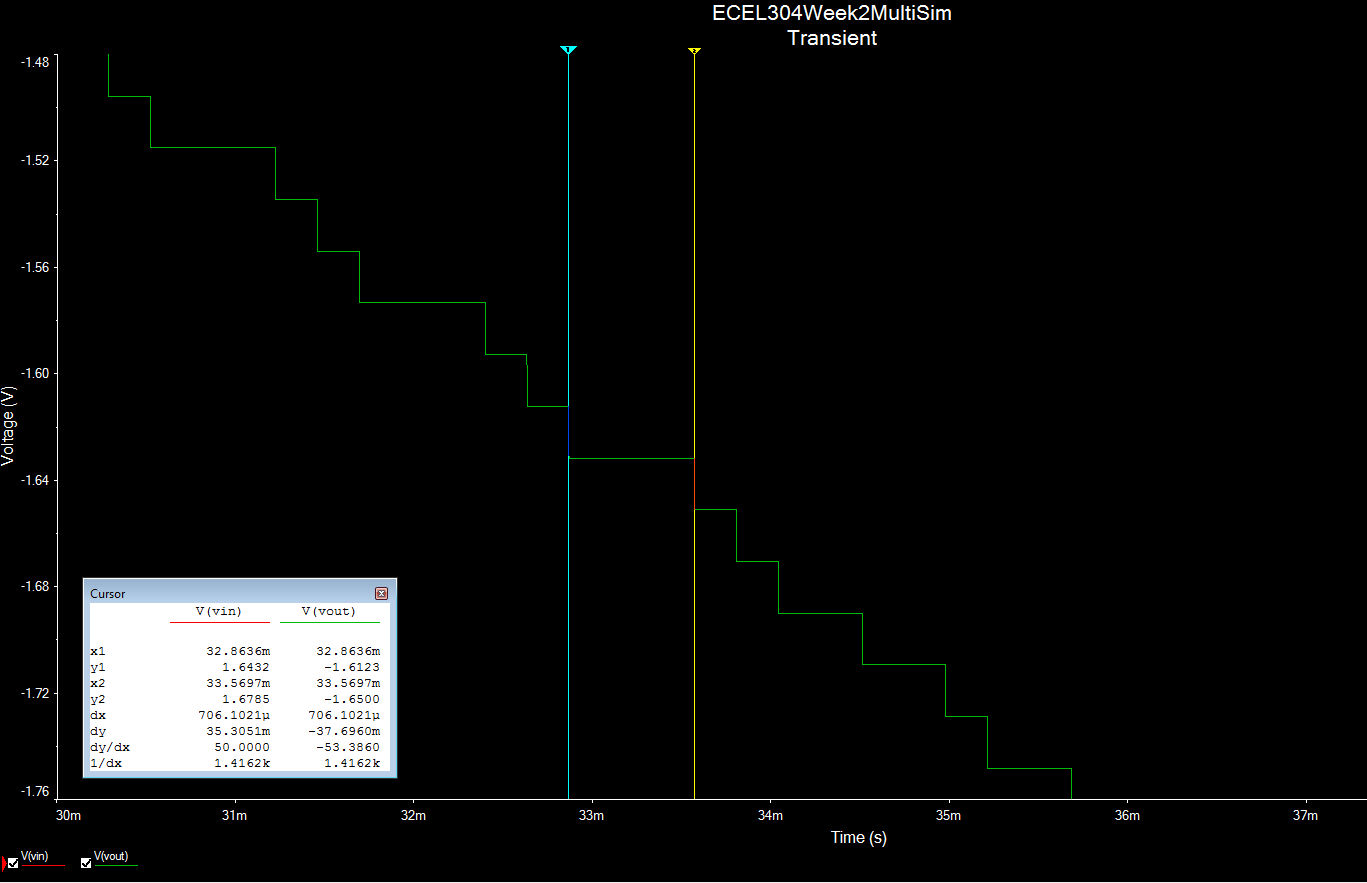 ECEL304Week2MultiSim
Transient
-1.48
-1.52
-1.56
-1.60
-1.64
-1.68
-1.72
-1.76
Voltage (V)
1
2
Cursor
V(vin) V(vout)
x1 32.8636m 32.8636m
y1 1.6432 -1.6123
x2 33.5697m 33.5697m
y2 1.6785 -1.6500
dx 706.1021µ 706.1021µ
dy 35.3051m -37.6960m
dy/dx 50.0000 -53.3860
1/dx 1.4162k 1.4162k
30m 31m 32m 33m 34m 35m 36m 37m
Time (s)
V(vin) V(vout)